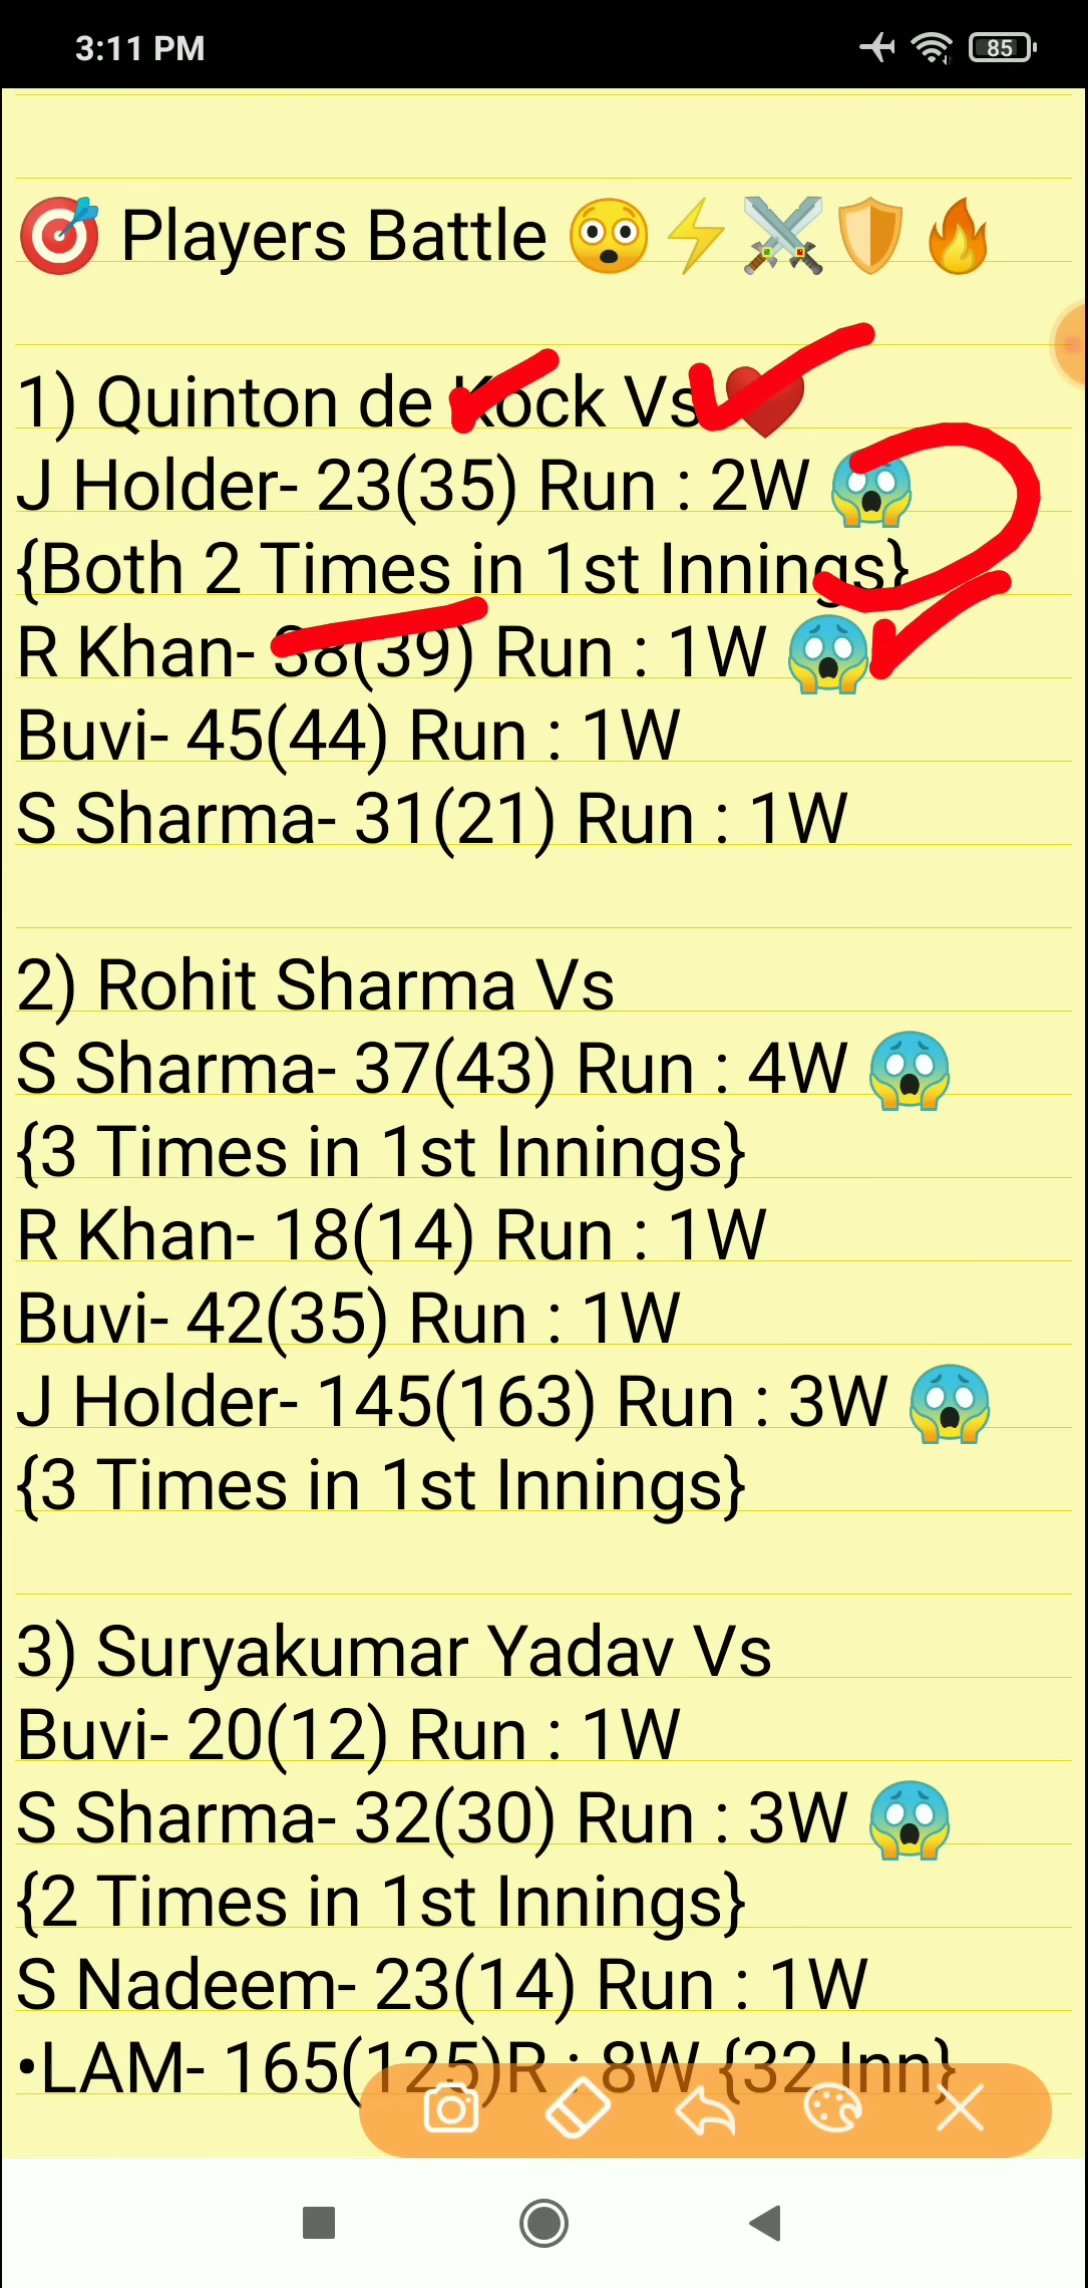 3:11 PM
85
Players Battle
1) Quinton de Kock Vs
J Holder- 23(35) Run : 2W
{Both 2 Times in 1st Innings}
R Khan- 38(39) Run : 1W
Buvi- 45(44) Run : 1W
S Sharma- 31(21) Run : 1W
2) Rohit Sharma Vs
S Sharma- 37(43) Run : 4W
{3 Times in 1st Innings}
R Khan- 18(14) Run : 1W
Buvi- 42(35) Run : 1W
J Holder- 145(163) Run : 3W
{3 Times in 1st Innings}
3) Suryakumar Yadav Vs
Buvi- 20(12) Run : 1W
S Sharma- 32(30) Run : 3W
{2 Times in 1st Innings}
S Nadeem- 23(14) Run : 1W
•LAM- 165(125)R : 8W {32 Inn}